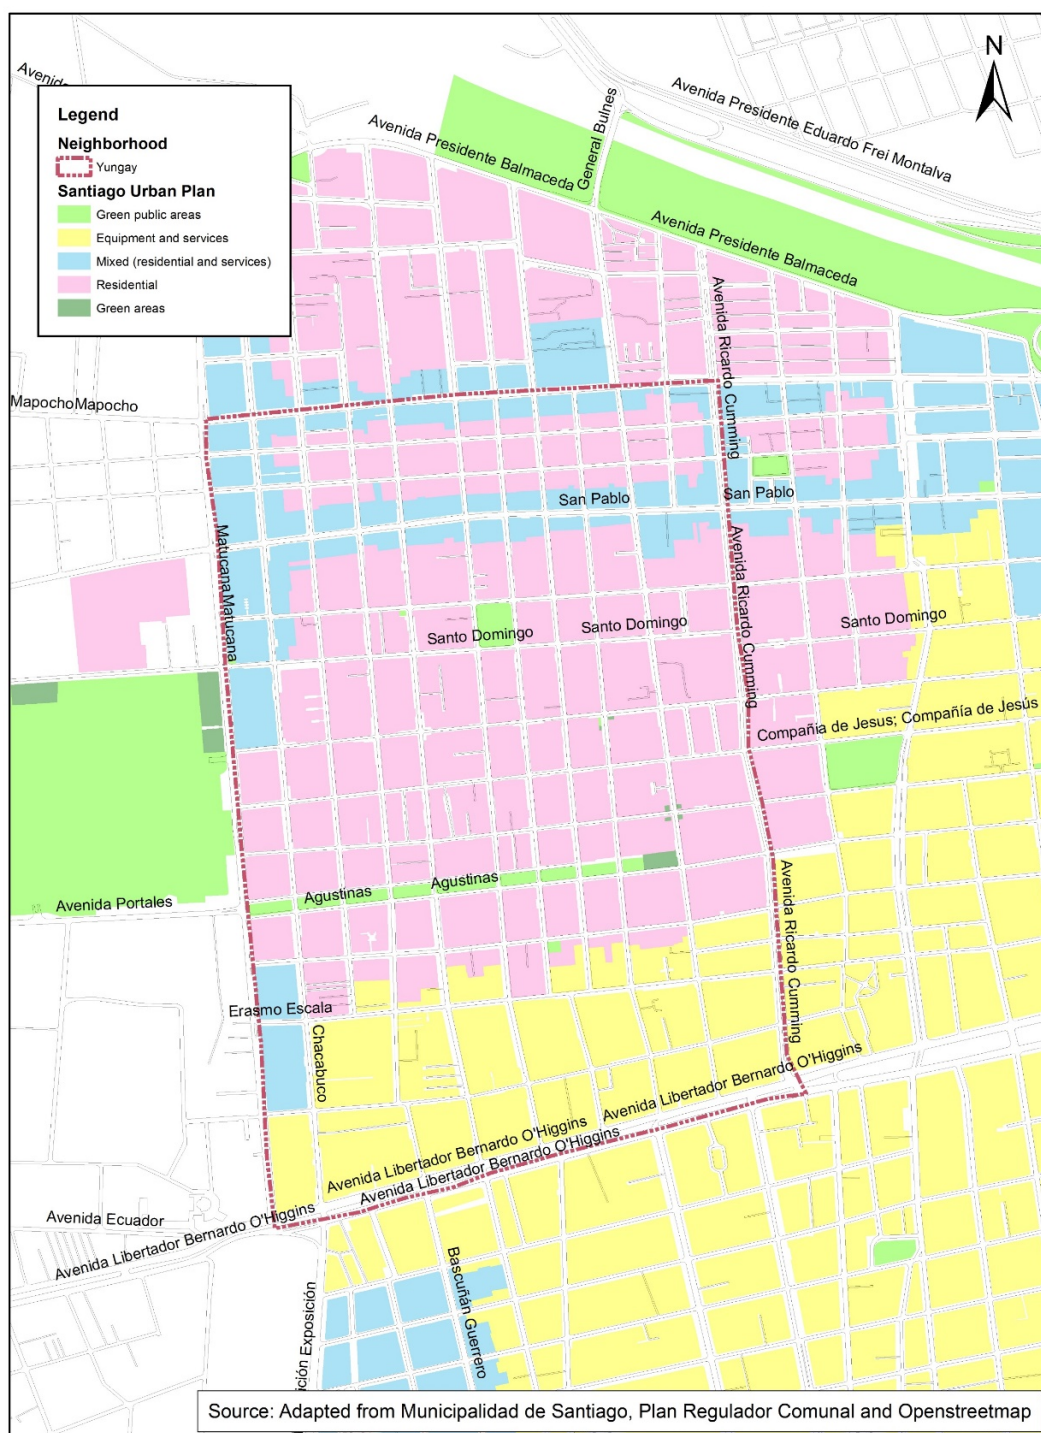 N
Avenida
Avenida Presidente Eduardo Frei Montalva
General Bulnes
Avenida Presidente Balmaceda
Avenida Presidente Balmaceda
Legend
Neighborhood
Yungay
Santiago Urban Plan
Green public areas
Equipment and services
Mixed (residential and services)
Residential
Green areas
Avenida Ricardo Cumming
MapochoMapocho
San Pablo
San Pablo
MatucanaMatucana
Avenida Ricardo Cumming
Santo Domingo
Santo Domingo
Santo Domingo
Compañia de Jesus; Compañía de Jesús
Agustinas
Agustinas
Avenida Portales
Avenida Ricardo Cumming
Erasmo Escala
Chacabuco
Avenida Libertador Bernardo O'Higgins
Avenida Libertador Bernardo O'Higgins
Avenida Libertador Bernardo O'Higgins
Avenida Ecuador
Avenida Libertador Bernardo O'Higgins
Bascuñán Guerrero
ición Exposición
Source: Adapted from Municipalidad de Santiago, Plan Regulador Comunal and Openstreetmap